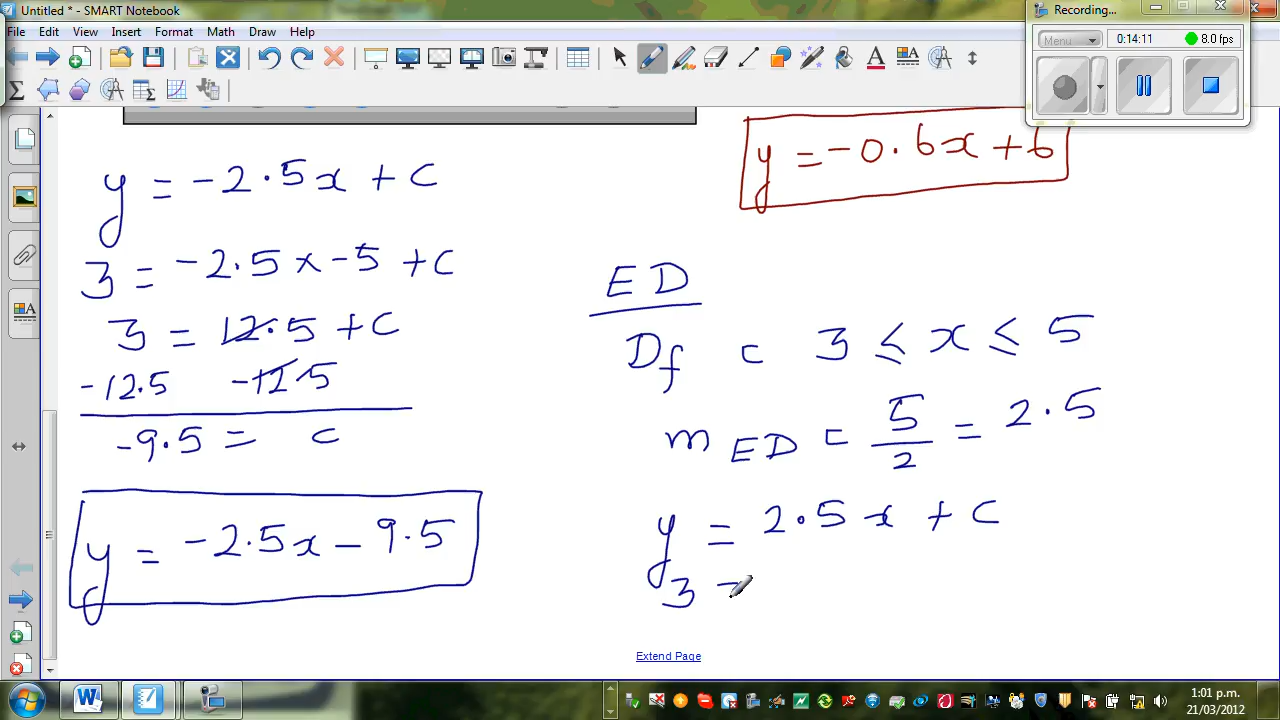 Untitled * - SMART Notebook
Recording...
File Edit View Insert Format Math Draw Help
Menu
0:14:11
8.0 fps
y = -0.6x + 6
y = -2.5x + c
3 = -2.5 x -5 + c
3 = 12.5 + c
-12.5 -12.5
-9.5 = c
y = -2.5x - 9.5
ED
Df = 3 ≤ x ≤ 5
m ED = 5/2 = 2.5
y = 2.5x + c
3 =
Extend Page
1:01 p.m.
21/03/2012